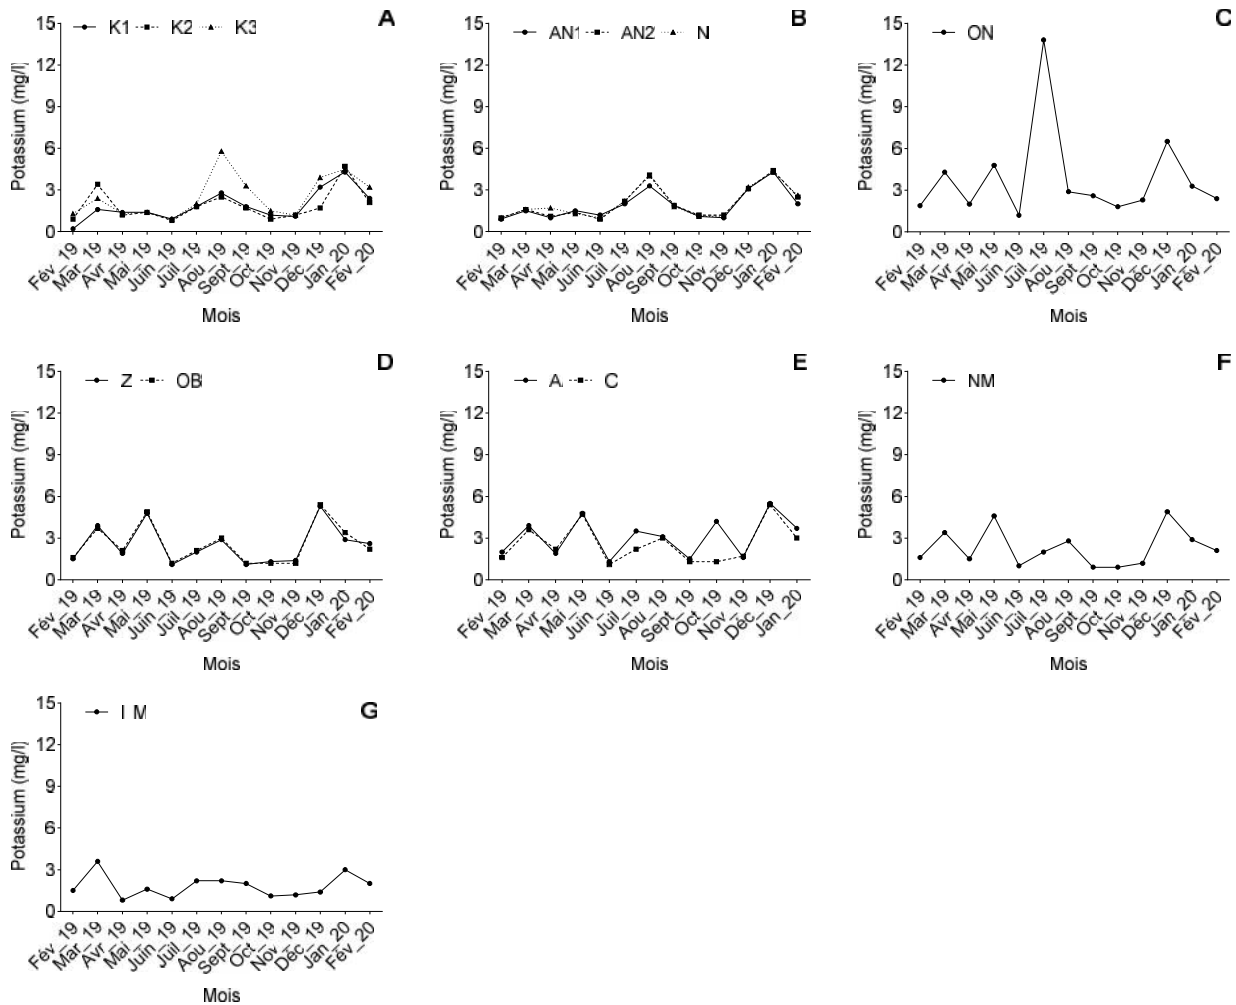 K1 K2 K3 A
Potassium (mg/l)
15
12
9
6
3
0
Fév_19 Mar_19 Avr_19 Mai_19 Juin_19 Juil_19 Aou_19 Sept_19 Oct_19 Nov_19 Déc_19 Jan_20 Fév_20
Mois
AN1 AN2 N B
Potassium (mg/l)
15
12
9
6
3
0
Fév_19 Mar_19 Avr_19 Mai_19 Juin_19 Juil_19 Aou_19 Sept_19 Oct_19 Nov_19 Déc_19 Jan_20 Fév_20
Mois
ON C
Potassium (mg/l)
15
12
9
6
3
0
Fév_19 Mar_19 Avr_19 Mai_19 Juin_19 Juil_19 Aou_19 Sept_19 Oct_19 Nov_19 Déc_19 Jan_20 Fév_20
Mois
Z OB D
Potassium (mg/l)
15
12
9
6
3
0
Fév_19 Mar_19 Avr_19 Mai_19 Juin_19 Juil_19 Aou_19 Sept_19 Oct_19 Nov_19 Déc_19 Jan_20 Fév_20
Mois
A C E
Potassium (mg/l)
15
12
9
6
3
0
Fév_19 Mar_19 Avr_19 Mai_19 Juin_19 Juil_19 Aou_19 Sept_19 Oct_19 Nov_19 Déc_19 Jan_20
Mois
NM F
Potassium (mg/l)
15
12
9
6
3
0
Fév_19 Mar_19 Avr_19 Mai_19 Juin_19 Juil_19 Aou_19 Sept_19 Oct_19 Nov_19 Déc_19 Jan_20 Fév_20
Mois
I_M G
Potassium (mg/l)
15
12
9
6
3
0
Fév_19 Mar_19 Avr_19 Mai_19 Juin_19 Juil_19 Aou_19 Sept_19 Oct_19 Nov_19 Déc_19 Jan_20 Fév_20
Mois